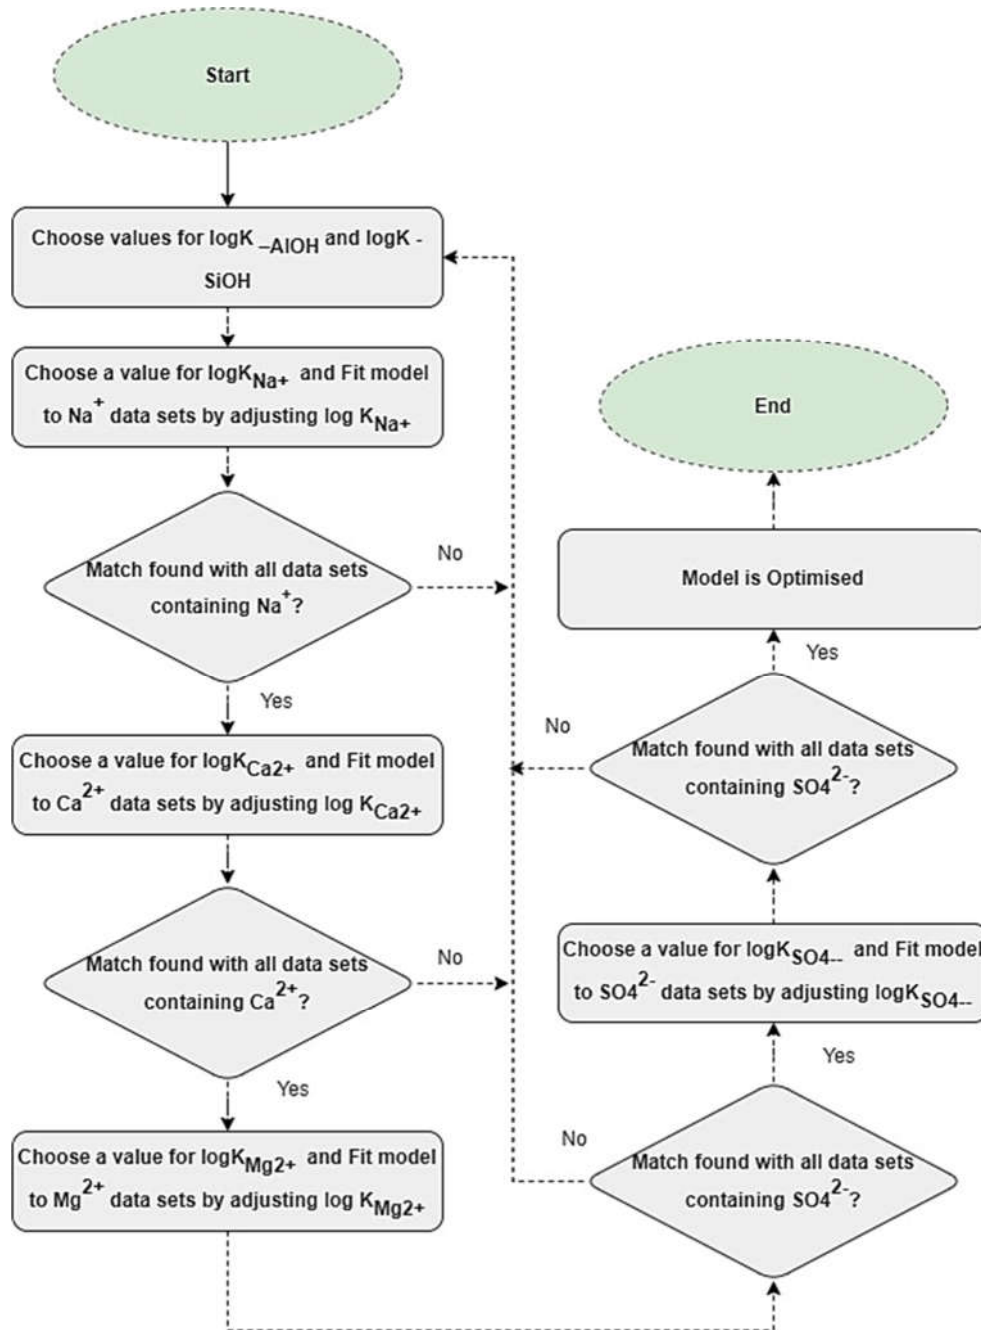 Start
Choose values for logK –AlOH and logK -
SiOH
Choose a value for logKNa+ and Fit model
to Na+ data sets by adjusting log KNa+
Match found with all data sets
containing Na+?
No
Yes
Choose a value for logKCa2+ and Fit model
to Ca2+ data sets by adjusting log KCa2+
Match found with all data sets
containing Ca2+?
No
Yes
Choose a value for logKMg2+ and Fit model
to Mg2+ data sets by adjusting log KMg2+
Match found with all data sets
containing SO42-?
No
Yes
Choose a value for logKSO4-- and Fit model
to SO42- data sets by adjusting logKSO4--
Match found with all data sets
containing SO42-?
No
Yes
Model is Optimised
End